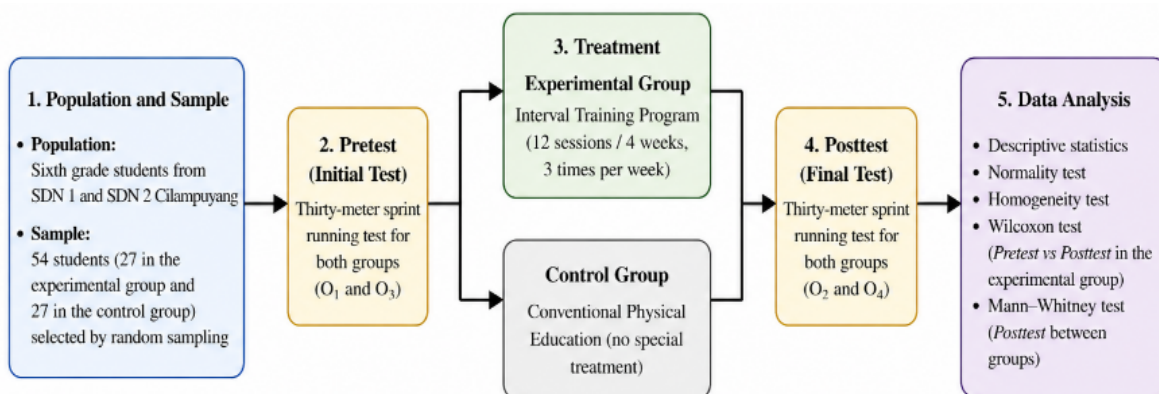 1. Population and Sample
• Population:
Sixth grade students from
SDN 1 and SDN 2 Cilampuyang
• Sample:
54 students (27 in the
experimental group and
27 in the control group)
selected by random sampling
2. Pretest
(Initial Test)
Thirty-meter sprint
running test for
both groups
(O₁ and O₃)
3. Treatment
Experimental Group
Interval Training Program
(12 sessions / 4 weeks,
3 times per week)
Control Group
Conventional Physical
Education (no special
treatment)
4. Posttest
(Final Test)
Thirty-meter sprint
running test for
both groups
(O₂ and O₄)
5. Data Analysis
• Descriptive statistics
• Normality test
• Homogeneity test
• Wilcoxon test
(Pretest vs Posttest in the
experimental group)
• Mann–Whitney test
(Posttest between
groups)